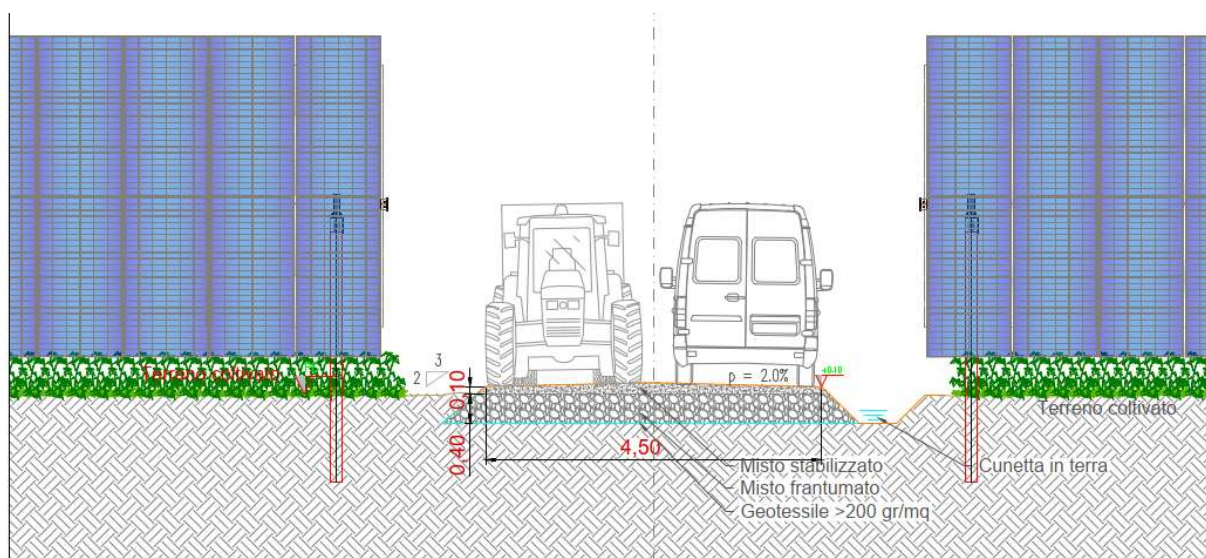 Terreno coltivato
3
2
0,10
0,40
p = 2.0%
+0.10
4,50
Terreno coltivato
Misto stabilizzato
Cunetta in terra
Misto frantumato
Geotessile >200 gr/mq